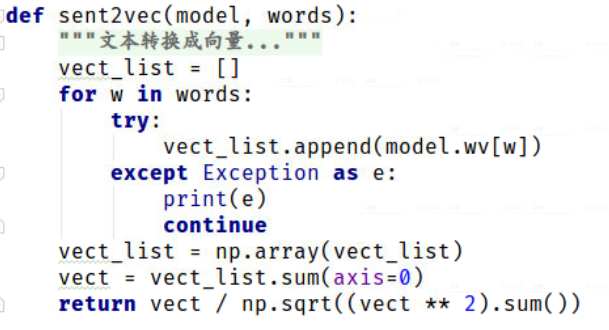 def sent2vec(model, words):
    """文本转换成向量..."""
    vect_list = []
    for w in words:
        try:
            vect_list.append(model.wv[w])
        except Exception as e:
            print(e)
            continue
    vect_list = np.array(vect_list)
    vect = vect_list.sum(axis=0)
    return vect / np.sqrt((vect ** 2).sum())